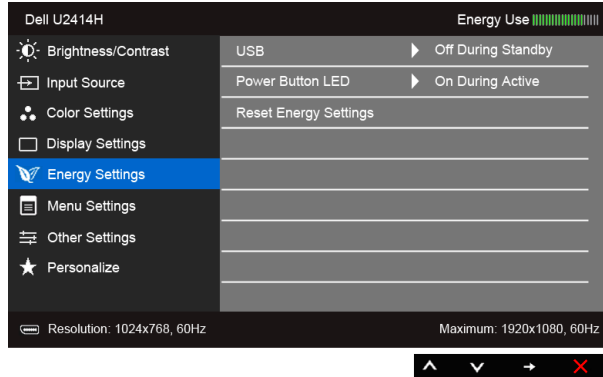 Dell U2414H Energy Use
Brightness/Contrast USB Off During Standby
Input Source Power Button LED On During Active
Color Settings Reset Energy Settings
Display Settings
Energy Settings
Menu Settings
Other Settings
Personalize
Resolution: 1024x768, 60Hz Maximum: 1920x1080, 60Hz